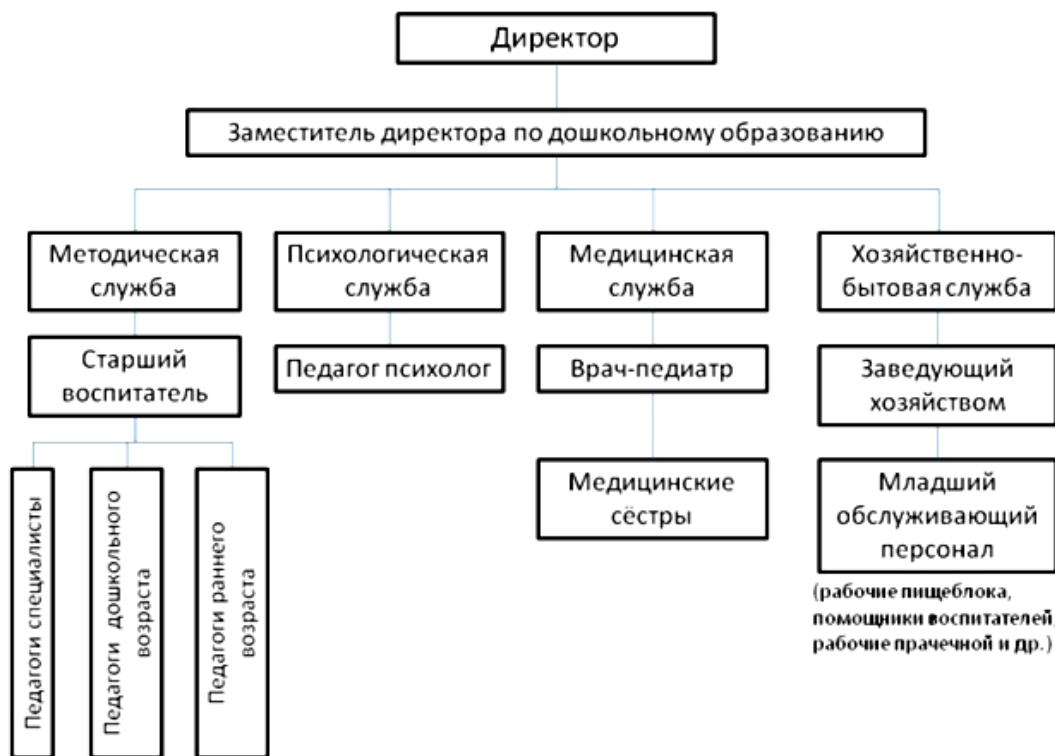 Директор
Заместитель директора по дошкольному образованию
Методическая
служба
Психологическая
служба
Медицинская
служба
Хозяйственно-
бытовая служба
Старший
воспитатель
Педагог психолог
Врач-педиатр
Заведующий
хозяйством
Педагоги специалисты
Педагоги дошкольного
возраста
Педагоги раннего
возраста
Медицинские
сёстры
Младший
обслуживающий
персонал
(рабочие пищеблока,
помощники воспитателей,
рабочие прачечной и др.)